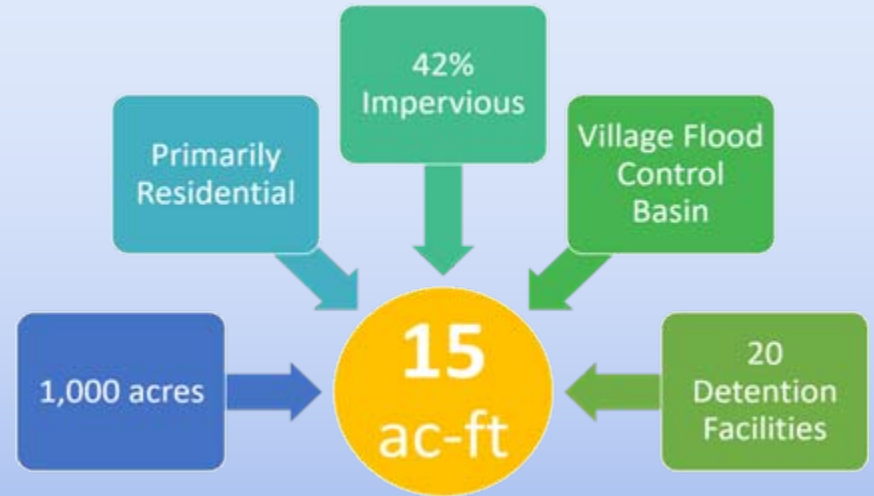 42%
Impervious
Primarily
Residential
Village Flood
Control
Basin
1,000 acres
15
ac-ft
20
Detention
Facilities